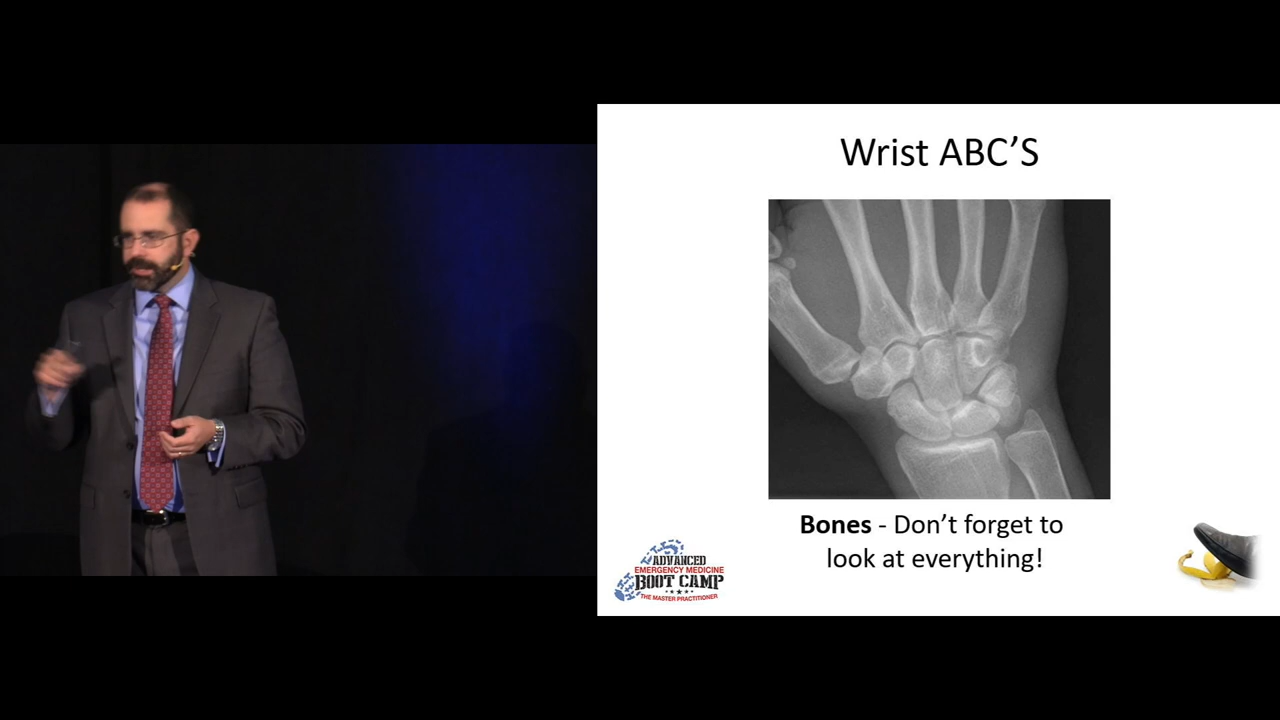 Wrist ABC’S
Bones - Don’t forget to
look at everything!
ADVANCED
EMERGENCY MEDICINE
BOOT CAMP
THE MASTER PRACTITIONER